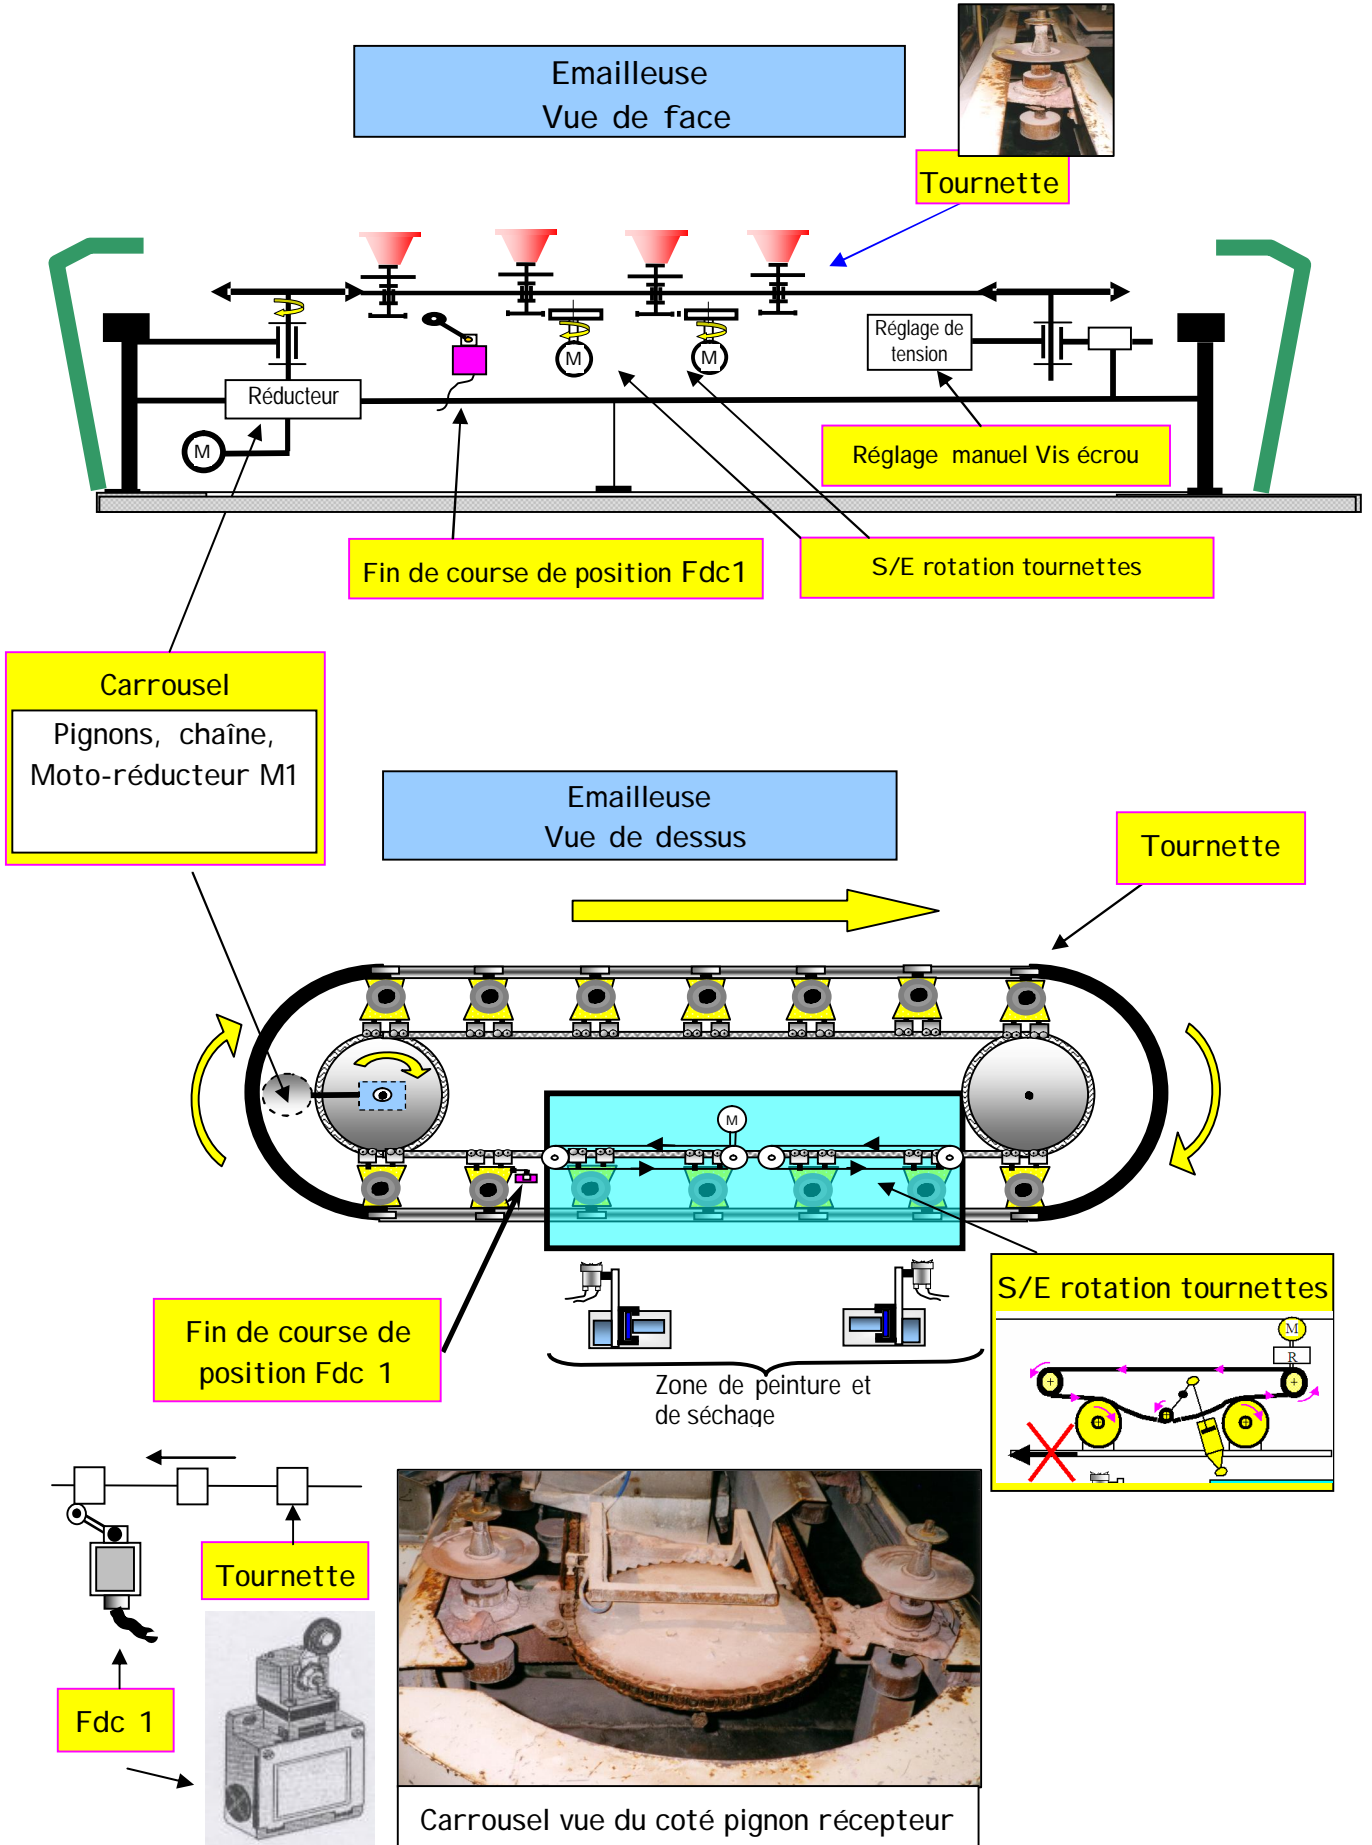 Emailleuse
Vue de face
Tournette
Réglage de
tension
Réducteur
M
M
M
Réglage manuel Vis écrou
Fin de course de position Fdc1
S/E rotation tournettes
Carrousel
Pignons, chaîne,
Moto-réducteur M1
Emailleuse
Vue de dessus
Tournette
M
S/E rotation tournettes
M
R
Fin de course de
position Fdc 1
Zone de peinture et
de séchage
Tournette
Fdc 1
Carrousel vue du coté pignon récepteur